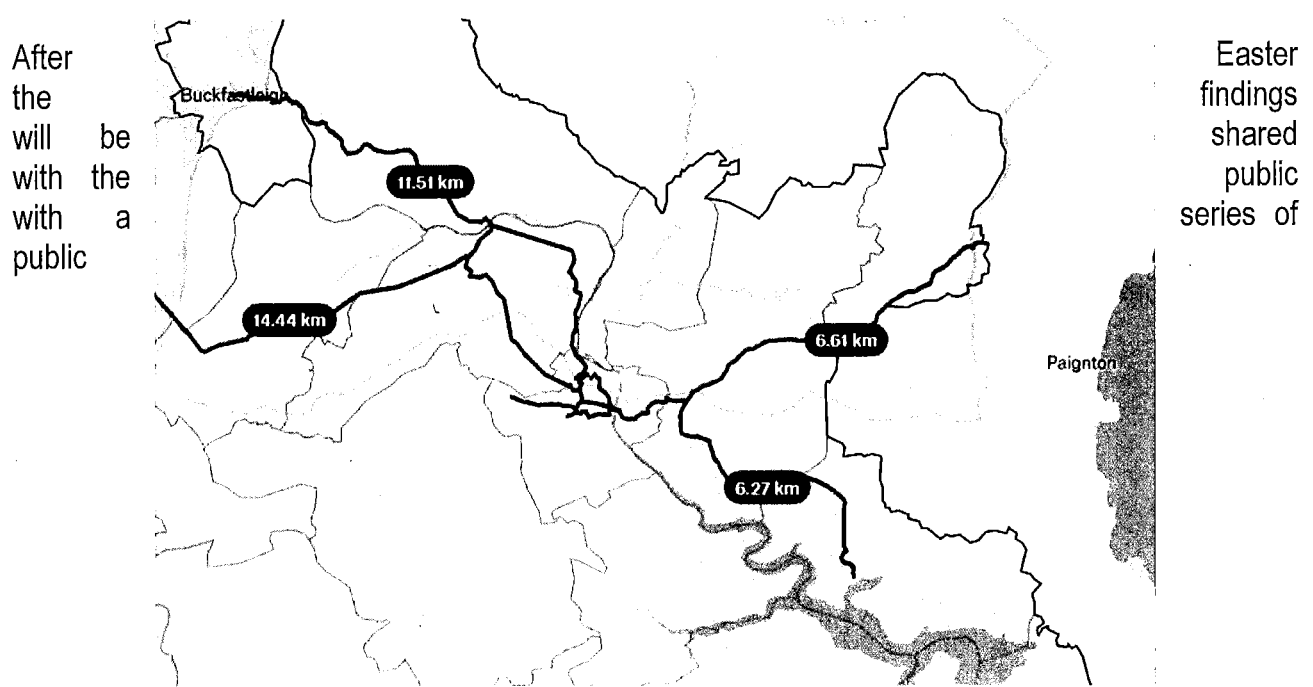 After Easter
the findings
will be shared
with the public
with a series of
public
Buckfastleigh
11.51 km
14.44 km
6.61 km
Paignton
6.27 km